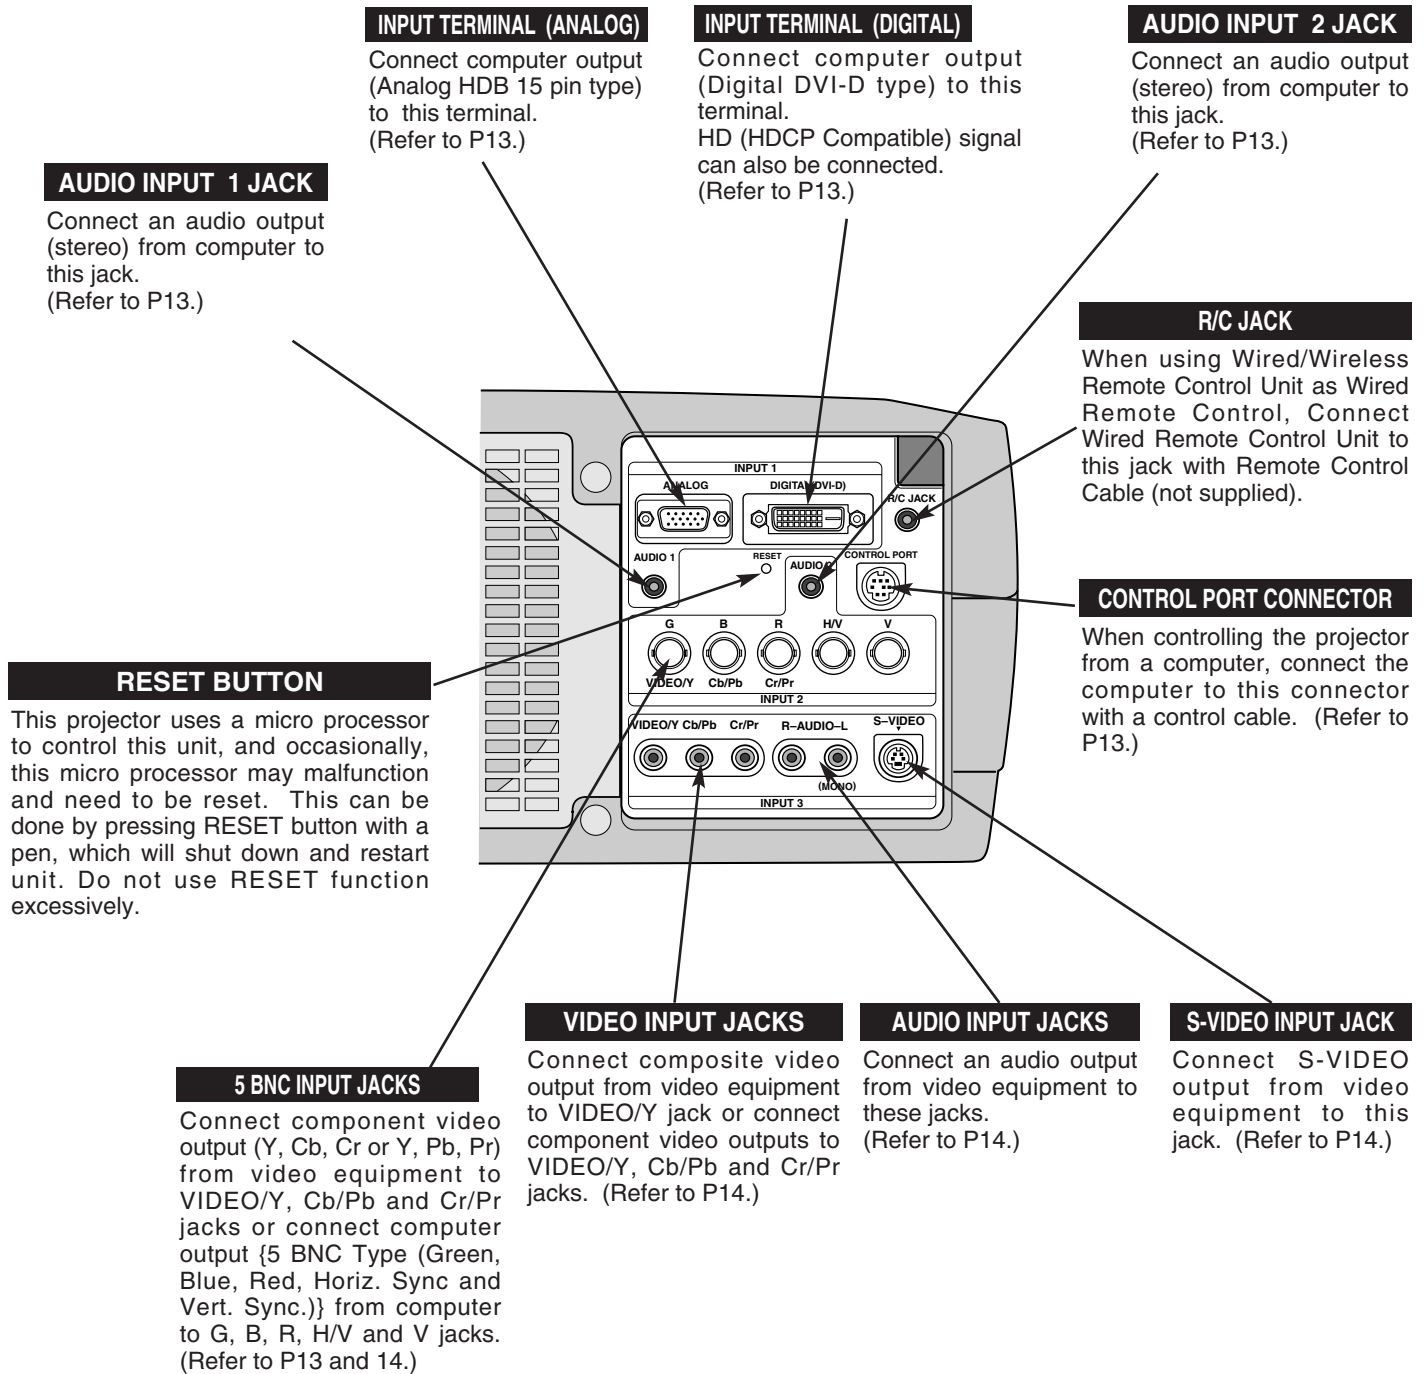 INPUT TERMINAL (ANALOG)
Connect computer output
(Analog HDB 15 pin type)
to this terminal.
(Refer to P13.)
INPUT TERMINAL (DIGITAL)
Connect computer output
(Digital DVI-D type) to this
terminal.
HD (HDCP Compatible) signal
can also be connected.
(Refer to P13.)
AUDIO INPUT 2 JACK
Connect an audio output
(stereo) from computer to
this jack.
(Refer to P13.)
AUDIO INPUT 1 JACK
Connect an audio output
(stereo) from computer to
this jack.
(Refer to P13.)
R/C JACK
When using Wired/Wireless
Remote Control Unit as Wired
Remote Control, Connect
Wired Remote Control Unit to
this jack with Remote Control
Cable (not supplied).
INPUT 1
ANALOG
DIGITAL(DVI-D)
R/C JACK
AUDIO 1
RESET
AUDIO 2
CONTROL PORT
G
B
R
H/V
V
VIDEO/Y
Cb/Pb
Cr/Pr
INPUT 2
VIDEO/Y Cb/Pb Cr/Pr
R–AUDIO–L
S–VIDEO
(MONO)
INPUT 3
CONTROL PORT CONNECTOR
When controlling the projector
from a computer, connect the
computer to this connector
with a control cable. (Refer to
P13.)
RESET BUTTON
This projector uses a micro processor
to control this unit, and occasionally,
this micro processor may malfunction
and need to be reset. This can be
done by pressing RESET button with a
pen, which will shut down and restart
unit. Do not use RESET function
excessively.
5 BNC INPUT JACKS
Connect component video
output (Y, Cb, Cr or Y, Pb, Pr)
from video equipment to
VIDEO/Y, Cb/Pb and Cr/Pr
jacks or connect computer
output {5 BNC Type (Green,
Blue, Red, Horiz. Sync and
Vert. Sync.)} from computer
to G, B, R, H/V and V jacks.
(Refer to P13 and 14.)
VIDEO INPUT JACKS
Connect composite video
output from video equipment
to VIDEO/Y jack or connect
component video outputs to
VIDEO/Y, Cb/Pb and Cr/Pr
jacks. (Refer to P14.)
AUDIO INPUT JACKS
Connect an audio output
from video equipment to
these jacks.
(Refer to P14.)
S-VIDEO INPUT JACK
Connect S-VIDEO
output from video
equipment to this
jack. (Refer to P14.)